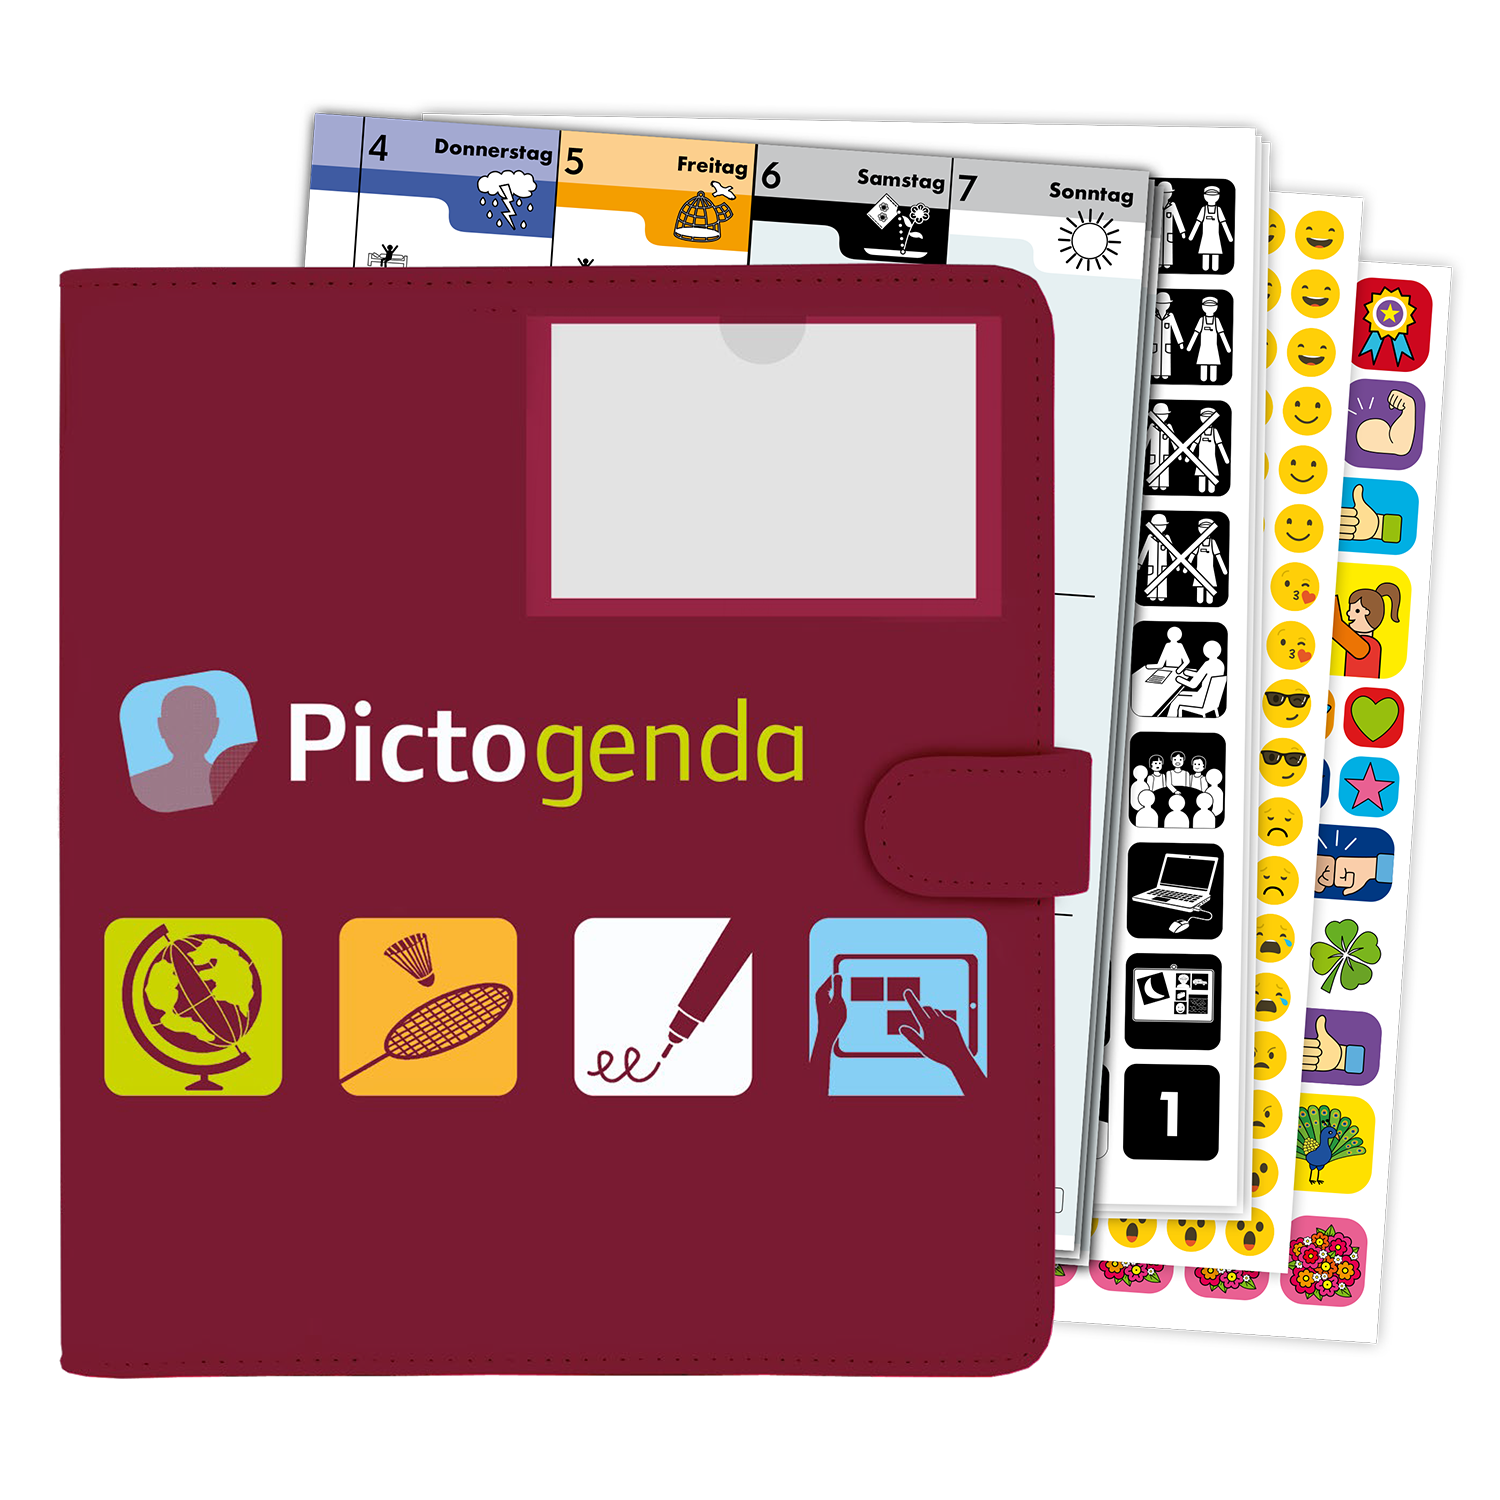 4 Donnerstag
5 Freitag
6 Samstag
7 Sonntag
Pictogenda
1